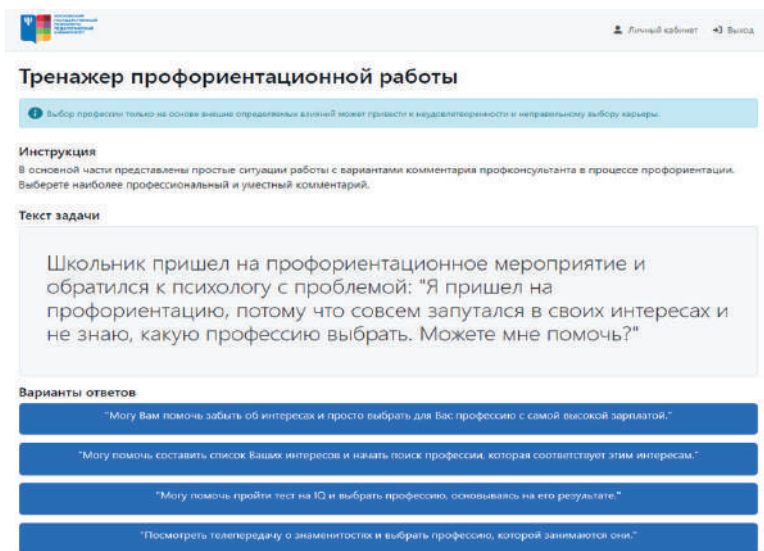 МОСКОВСКИЙ
ГОСУДАРСТВЕННЫЙ
ПСИХОЛОГО-
ПЕДАГОГИЧЕСКИЙ
УНИВЕРСИТЕТ
Личный кабинет
Выход
Тренажер профориентационной работы
Выбор профессии только на основе внешне определяемых влияний может привести к неудовлетворенности и неправильному выбору карьеры.
Инструкция
В основной части представлены простые ситуации работы с вариантами комментария профконсультанта в процессе профориентации.
Выберете наиболее профессиональный и уместный комментарий.
Текст задачи
Школьник пришел на профориентационное мероприятие и
обратился к психологу с проблемой: "Я пришел на
профориентацию, потому что совсем запутался в своих интересах и
не знаю, какую профессию выбрать. Можете мне помочь?"
Варианты ответов
"Могу Вам помочь забыть об интересах и просто выбрать для Вас профессию с самой высокой зарплатой."
"Могу помочь составить список Ваших интересов и начать поиск профессии, которая соответствует этим интересам."
"Могу помочь пройти тест на IQ и выбрать профессию, основываясь на его результате."
"Посмотреть телепередачу о знаменитостях и выбрать профессию, которой занимаются они."